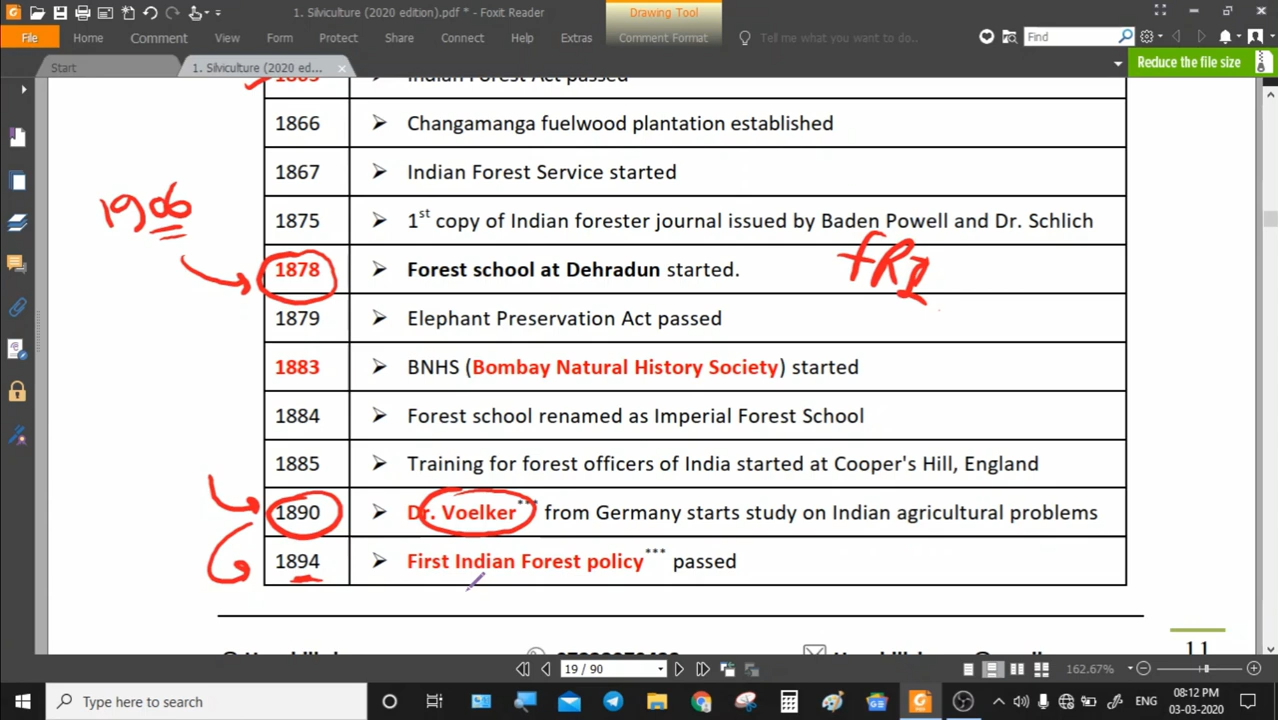 1. Silviculture (2020 edition).pdf * - Foxit Reader
Drawing Tool
File Home Comment View Form Protect Share Connect Help Extras Comment Format Tell me what you want to do... Find
Start 1. Silviculture (2020 ed... Reduce the file size
Indian Forest Act passed
1866 ➤ Changamanga fuelwood plantation established
1867 ➤ Indian Forest Service started
1906
1875 ➤ 1st copy of Indian forester journal issued by Baden Powell and Dr. Schlich
FRI
1878 ➤ Forest school at Dehradun started.
1879 ➤ Elephant Preservation Act passed
1883 ➤ BNHS (Bombay Natural History Society) started
1884 ➤ Forest school renamed as Imperial Forest School
1885 ➤ Training for forest officers of India started at Cooper's Hill, England
1890 ➤ Dr. Voelker*** from Germany starts study on Indian agricultural problems
1894 ➤ First Indian Forest policy*** passed
11
19 / 90 162.67%
Type here to search ENG 08:12 PM
03-03-2020